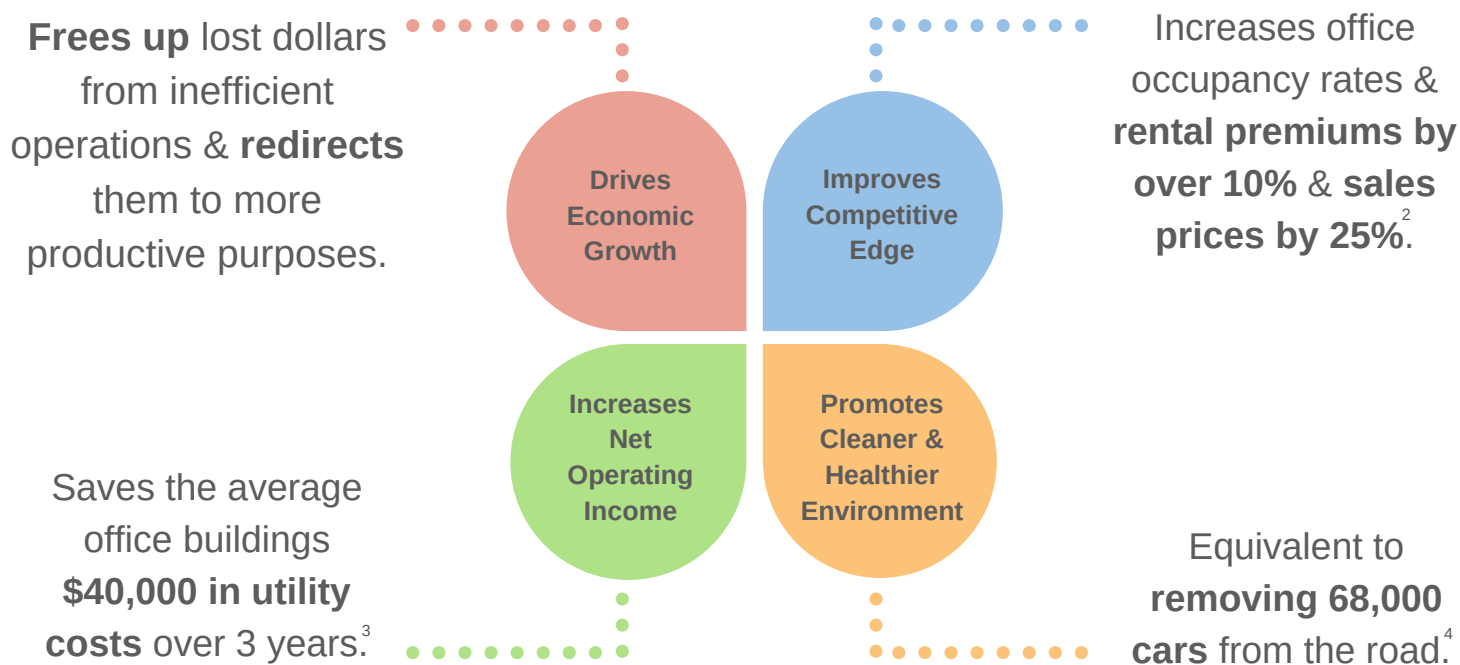 Frees up lost dollars
from inefficient
operations & redirects
them to more
productive purposes.
Drives
Economic
Growth
Improves
Competitive
Edge
Increases office
occupancy rates &
rental premiums by
over 10% & sales
prices by 25%.²
Saves the average
office buildings
$40,000 in utility
costs over 3 years.³
Increases
Net
Operating
Income
Promotes
Cleaner &
Healthier
Environment
Equivalent to
removing 68,000
cars from the road.⁴